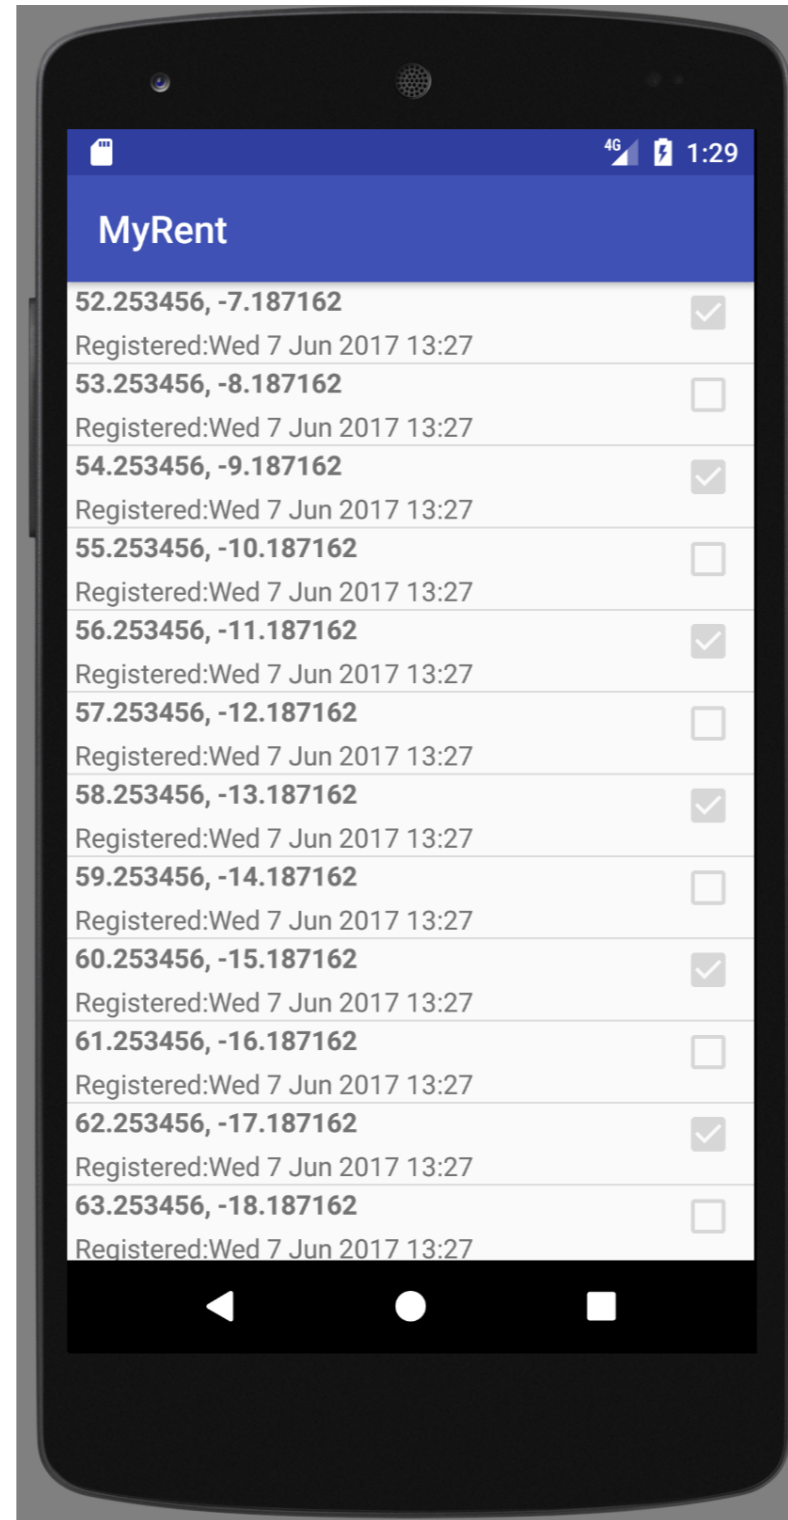 4G 1:29
MyRent
52.253456, -7.187162
Registered:Wed 7 Jun 2017 13:27
53.253456, -8.187162
Registered:Wed 7 Jun 2017 13:27
54.253456, -9.187162
Registered:Wed 7 Jun 2017 13:27
55.253456, -10.187162
Registered:Wed 7 Jun 2017 13:27
56.253456, -11.187162
Registered:Wed 7 Jun 2017 13:27
57.253456, -12.187162
Registered:Wed 7 Jun 2017 13:27
58.253456, -13.187162
Registered:Wed 7 Jun 2017 13:27
59.253456, -14.187162
Registered:Wed 7 Jun 2017 13:27
60.253456, -15.187162
Registered:Wed 7 Jun 2017 13:27
61.253456, -16.187162
Registered:Wed 7 Jun 2017 13:27
62.253456, -17.187162
Registered:Wed 7 Jun 2017 13:27
63.253456, -18.187162
Registered:Wed 7 Jun 2017 13:27